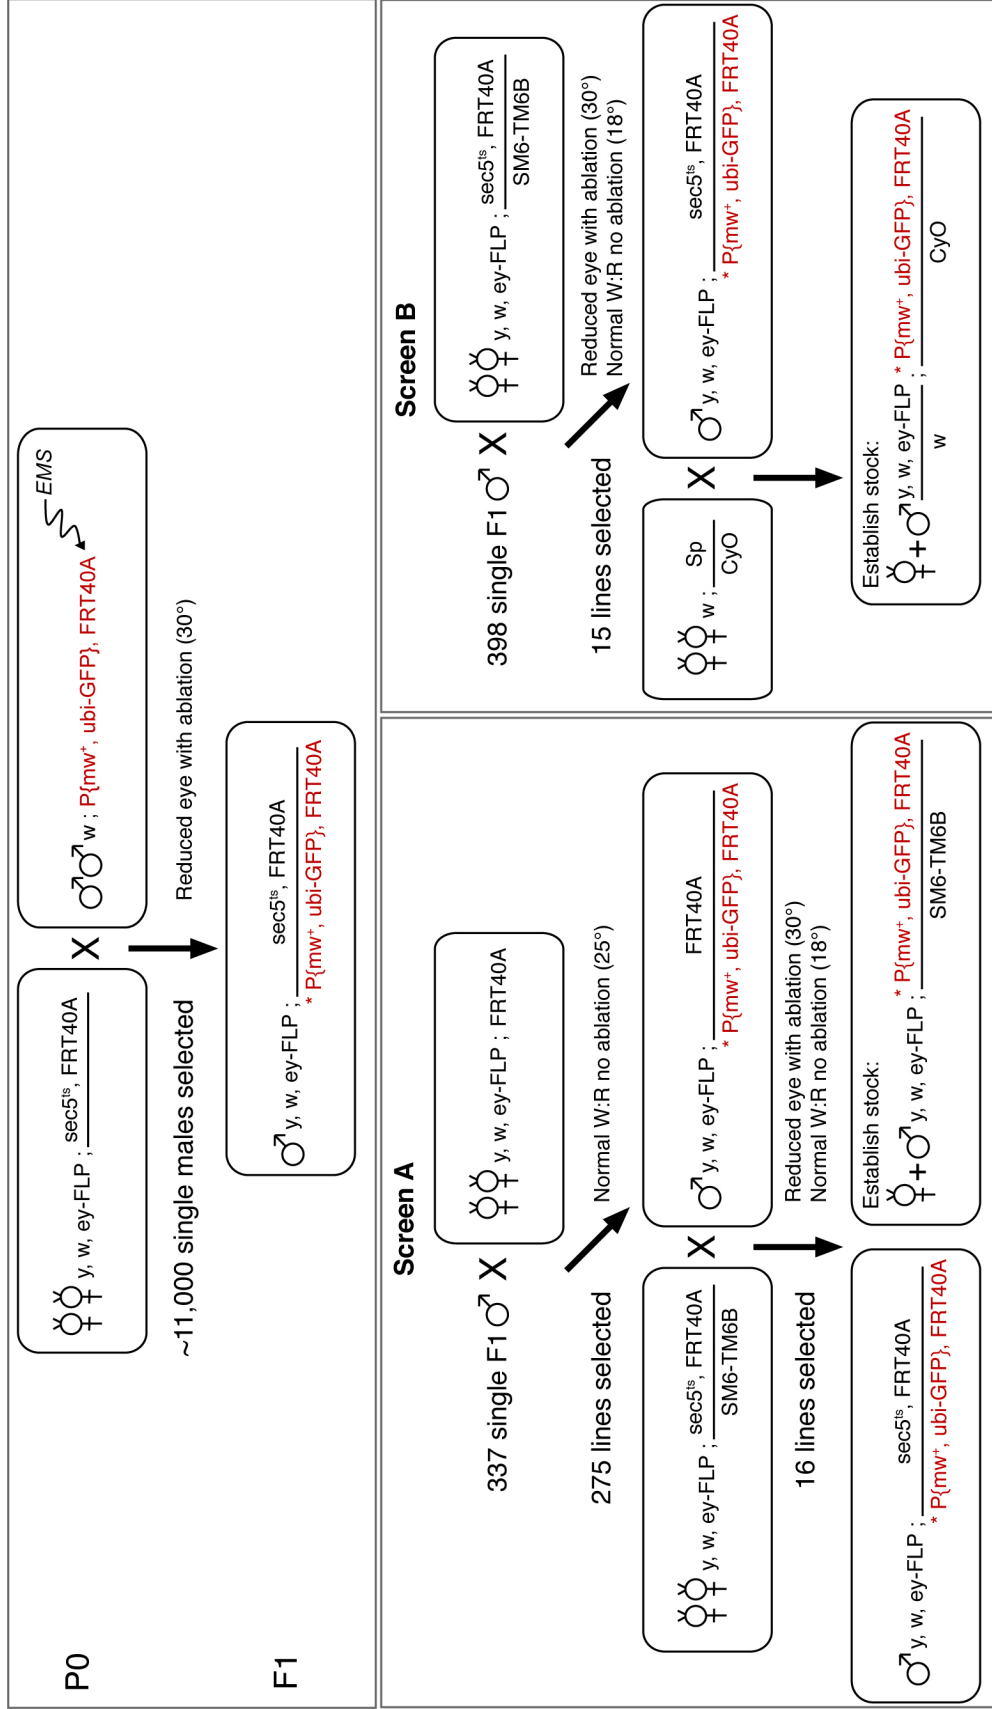 P0
y, w, ey-FLP ; sec5ts, FRT40A
X
w ; P{mw+, ubi-GFP}, FRT40A
EMS
~11,000 single males selected
Reduced eye with ablation (30°)
F1
y, w, ey-FLP ; sec5ts, FRT40A
* P{mw+, ubi-GFP}, FRT40A
Screen A
337 single F1 X
y, w, ey-FLP ; FRT40A
275 lines selected
Normal W:R no ablation (25°)
y, w, ey-FLP ; sec5ts, FRT40A
SM6-TM6B
X
y, w, ey-FLP ; FRT40A
* P{mw+, ubi-GFP}, FRT40A
16 lines selected
Reduced eye with ablation (30°)
Normal W:R no ablation (18°)
y, w, ey-FLP ; sec5ts, FRT40A
* P{mw+, ubi-GFP}, FRT40A
Establish stock:
+ y, w, ey-FLP ; * P{mw+, ubi-GFP}, FRT40A
SM6-TM6B
Screen B
398 single F1 X
y, w, ey-FLP ; sec5ts, FRT40A
SM6-TM6B
15 lines selected
Reduced eye with ablation (30°)
Normal W:R no ablation (18°)
w ; Sp
CyO
X
y, w, ey-FLP ; sec5ts, FRT40A
* P{mw+, ubi-GFP}, FRT40A
Establish stock:
+ y, w, ey-FLP ; * P{mw+, ubi-GFP}, FRT40A
w CyO